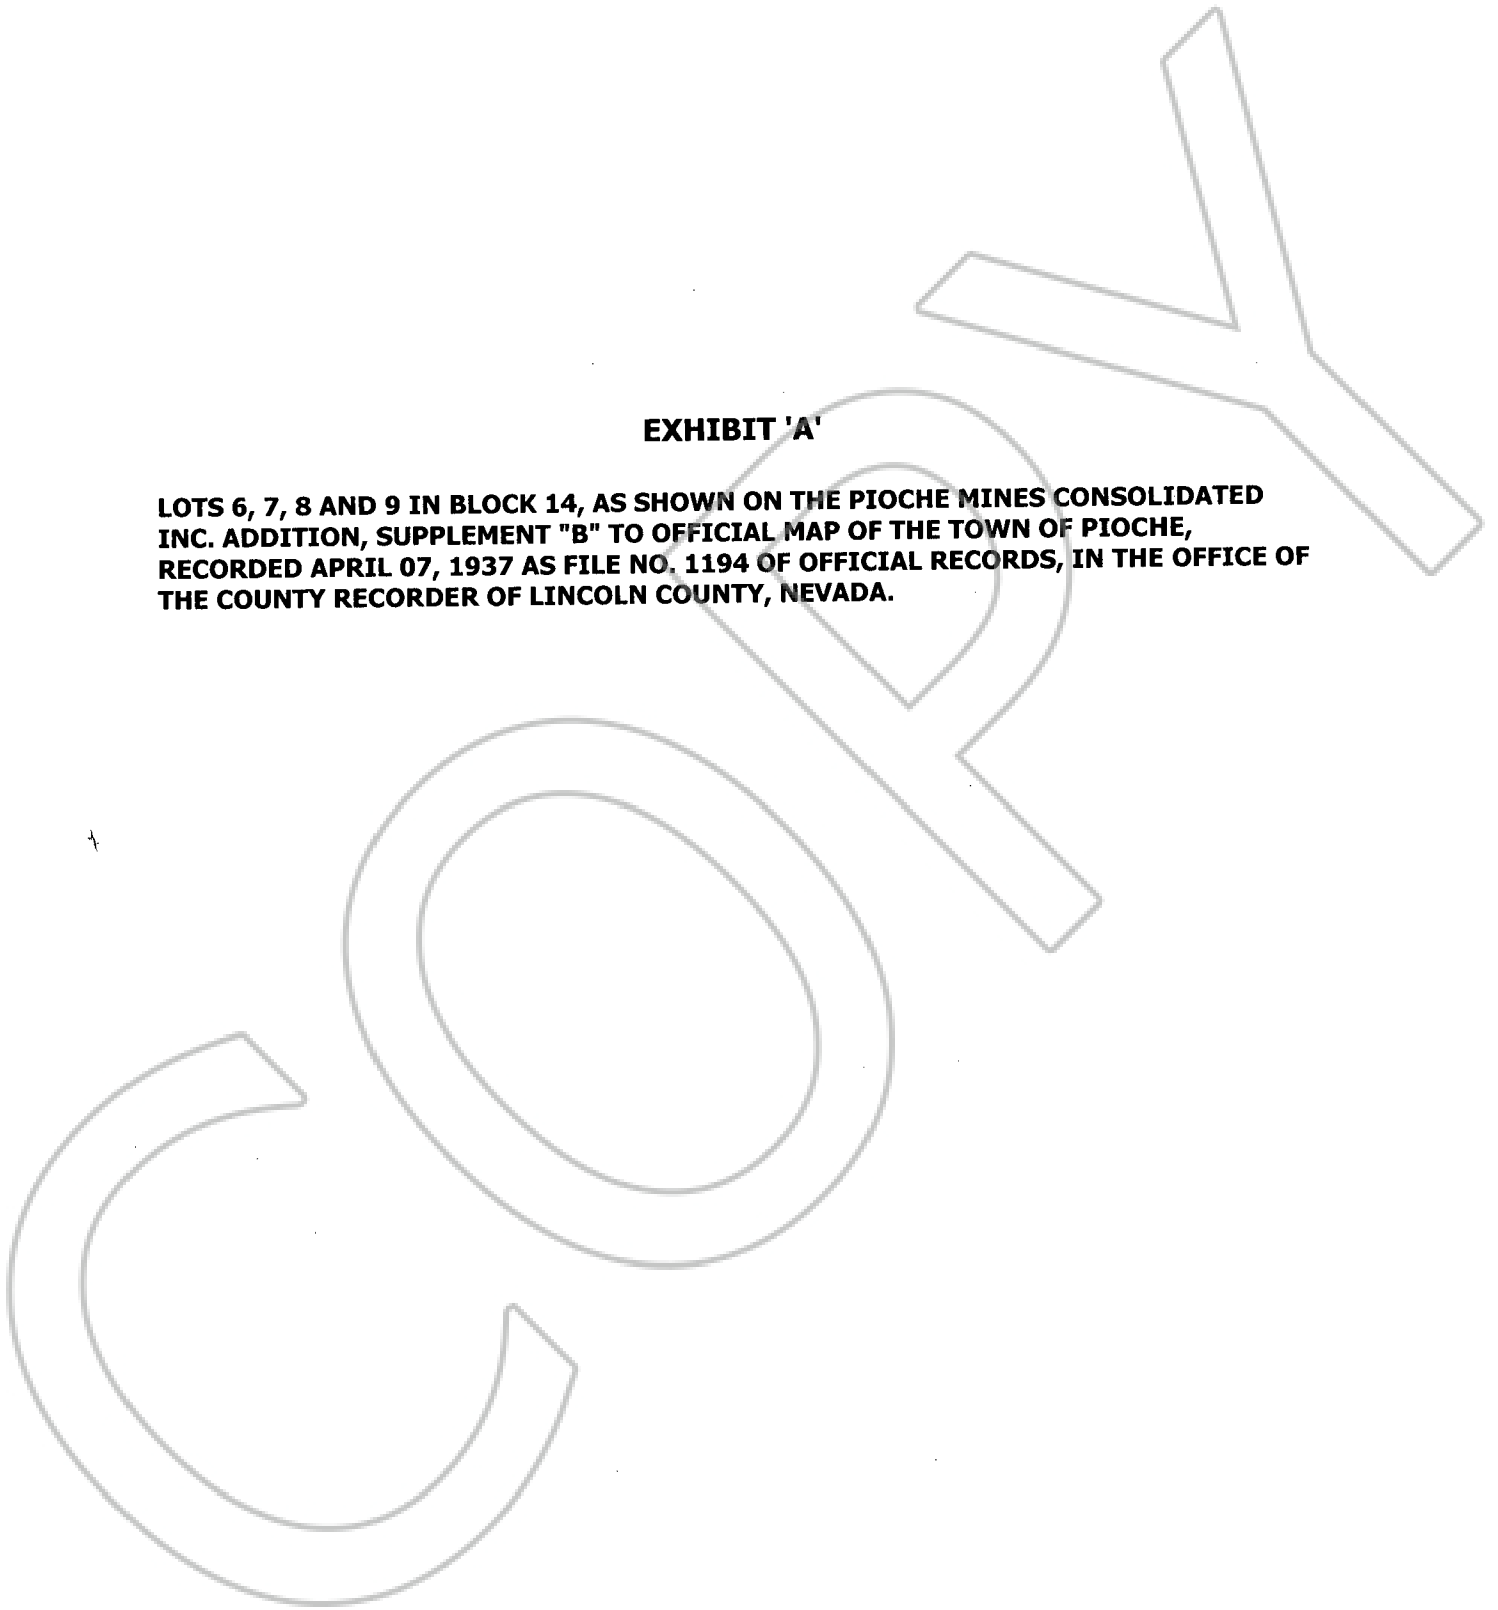 EXHIBIT 'A'
LOTS 6, 7, 8 AND 9 IN BLOCK 14, AS SHOWN ON THE PIOCHE MINES CONSOLIDATED
INC. ADDITION, SUPPLEMENT "B" TO OFFICIAL MAP OF THE TOWN OF PIOCHE,
RECORDED APRIL 07, 1937 AS FILE NO. 1194 OF OFFICIAL RECORDS, IN THE OFFICE OF
THE COUNTY RECORDER OF LINCOLN COUNTY, NEVADA.
COPY